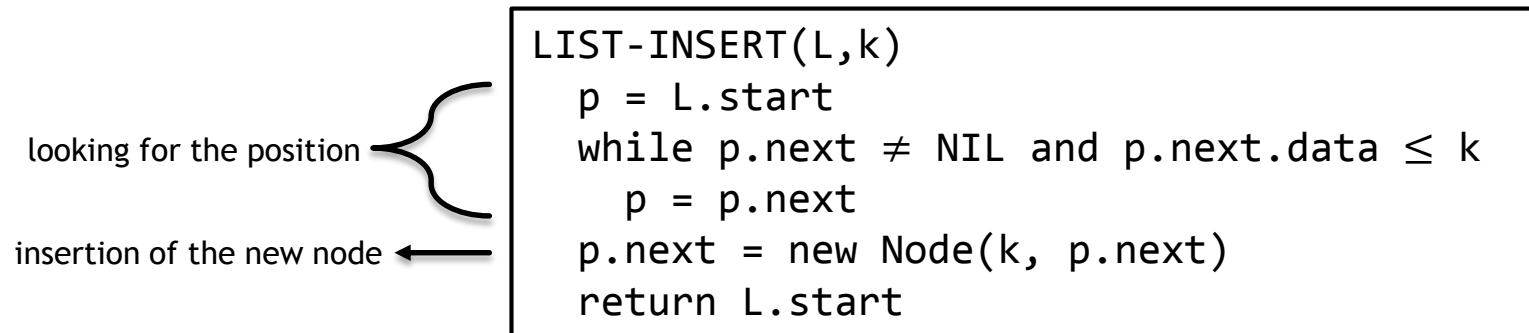 LIST-INSERT(L,k)
p = L.start
looking for the position
while p.next ≠ NIL and p.next.data ≤ k
p = p.next
insertion of the new node
p.next = new Node(k, p.next)
return L.start